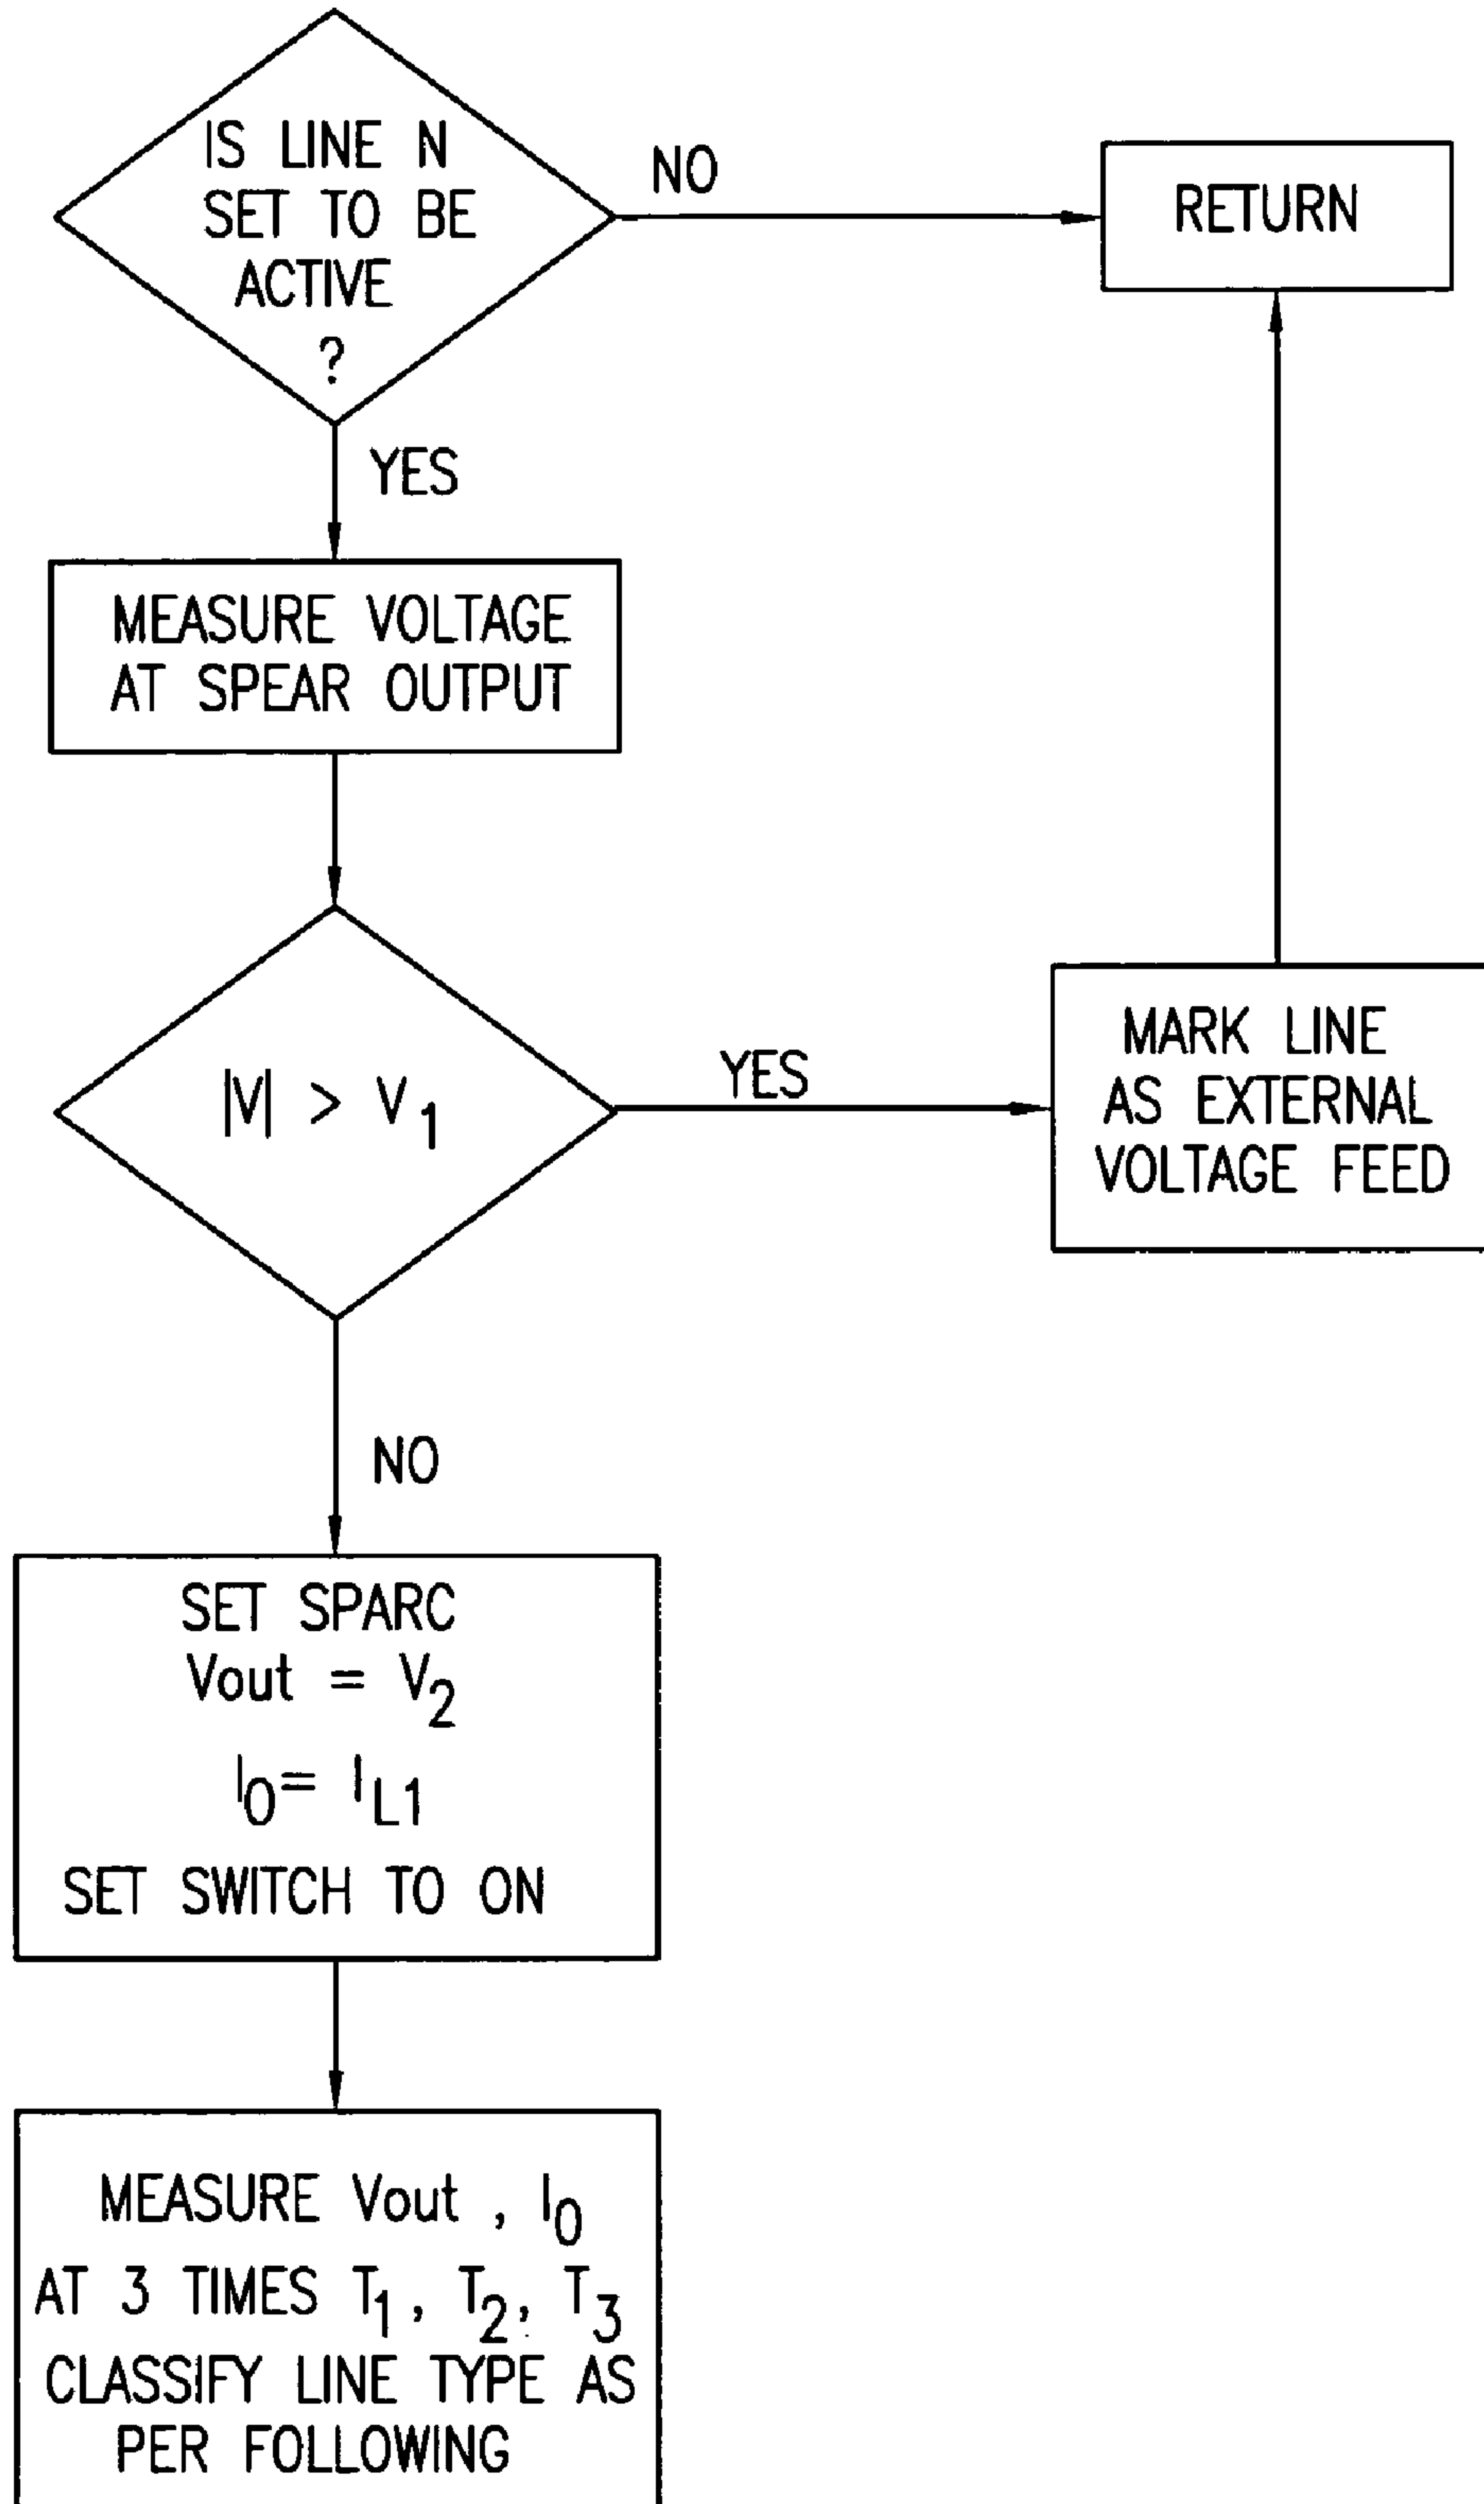 IS LINE N
SET TO BE
ACTIVE
?
NO
RETURN
YES
MEASURE VOLTAGE
AT SPEAR OUTPUT
|V| > V1
YES
MARK LINE
AS EXTERNAL
VOLTAGE FEED
NO
SET SPARC
Vout = V2
IO= IL1
SET SWITCH TO ON
MEASURE Vout , IO
AT 3 TIMES T1, T2, T3
CLASSIFY LINE TYPE AS
PER FOLLOWING